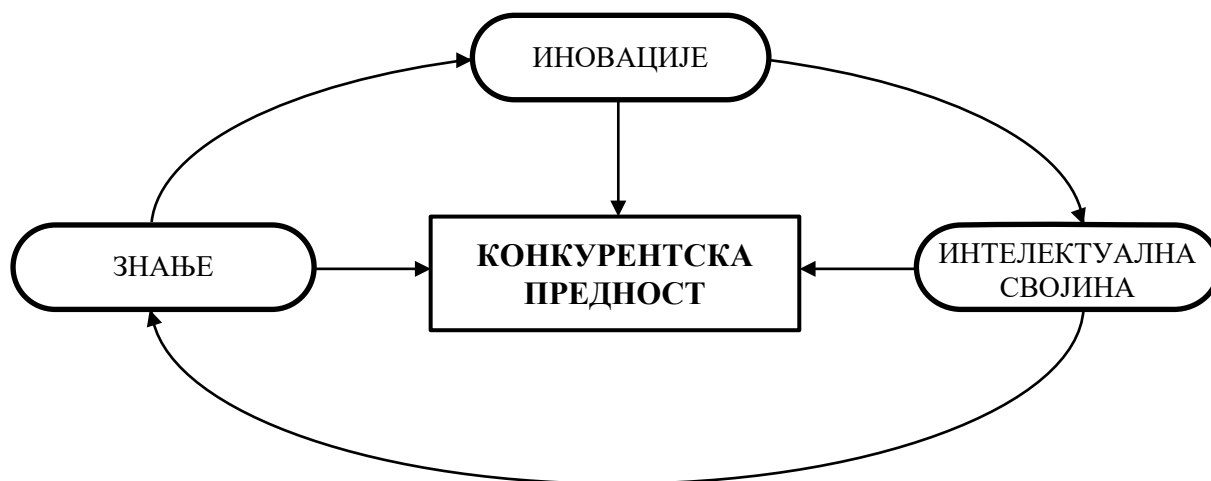 ИНОВАЦИЈЕ
ЗНАЊЕ
КОНКУРЕНТСКА
ПРЕДНОСТ
ИНТЕЛЕКТУАЛНА
СВОЈИНА